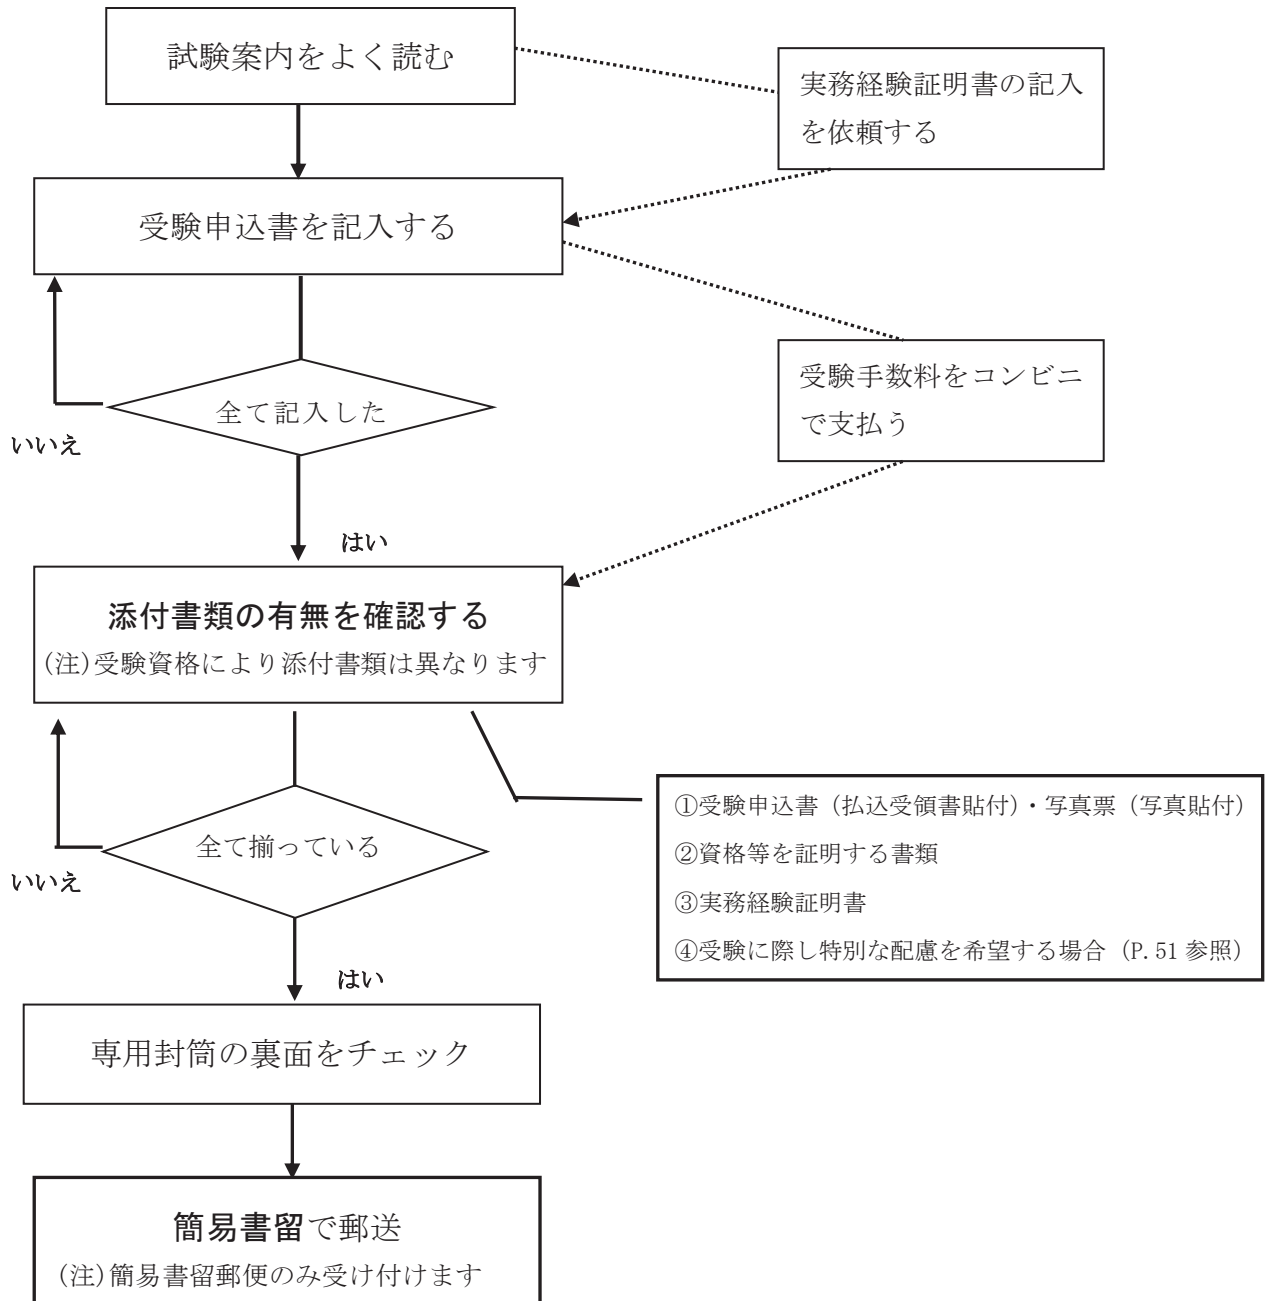 試験案内をよく読む
実務経験証明書の記入
を依頼する
受験申込書を記入する
受験手数料をコンビニ
で支払う
全て記入した
いいえ
はい
添付書類の有無を確認する
(注)受験資格により添付書類は異なります
①受験申込書（払込受領書貼付）・写真票（写真貼付）
②資格等を証明する書類
③実務経験証明書
④受験に際し特別な配慮を希望する場合（P.51 参照）
全て揃っている
いいえ
はい
専用封筒の裏面をチェック
簡易書留で郵送
(注)簡易書留郵便のみ受け付けます